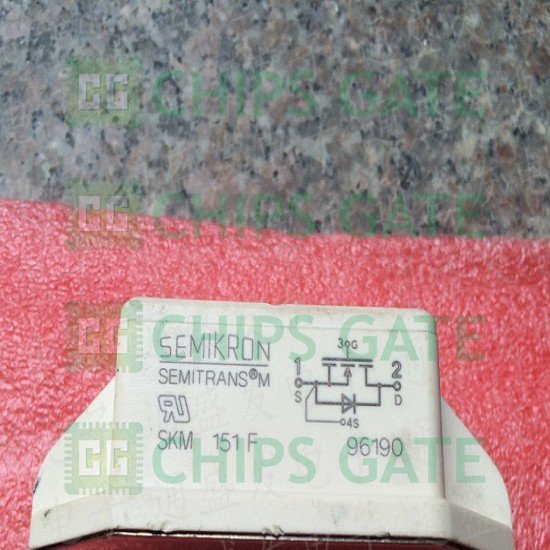 CHIPS GATE
CHIPS GATE
CHIPS GATE
CHIPS GATE
SEMIKRON
SEMITRANS®M
SKM 151 F
3 G
1 2
S D
4S
96190